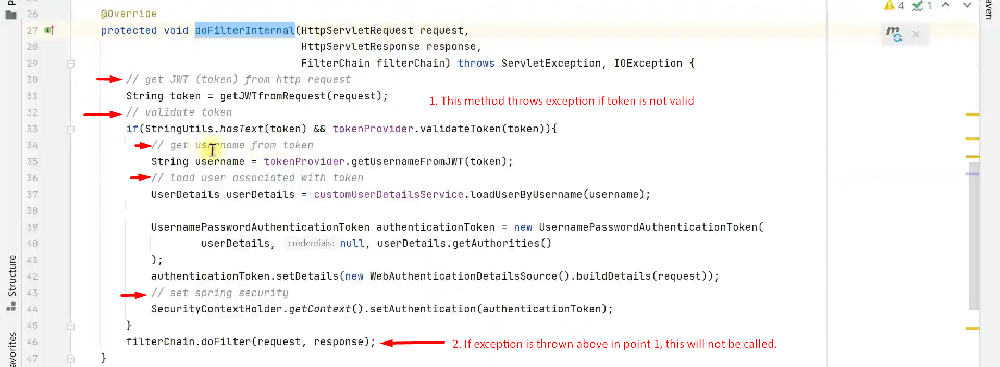 26 @Override
27 protected void doFilterInternal(HttpServletRequest request,
28 HttpServletResponse response,
29 FilterChain filterChain) throws ServletException, IOException {
30 // get JWT (token) from http request
31 String token = getJWTfromRequest(request);
1. This method throws exception if token is not valid
32 // validate token
33 if(StringUtils.hasText(token) && tokenProvider.validateToken(token)){
34 // get username from token
35 String username = tokenProvider.getUsernameFromJWT(token);
36 // load user associated with token
37 UserDetails userDetails = customUserDetailsService.loadUserByUsername(username);
38
39 UsernamePasswordAuthenticationToken authenticationToken = new UsernamePasswordAuthenticationToken(
40 userDetails, credentials: null, userDetails.getAuthorities()
41 );
42 authenticationToken.setDetails(new WebAuthenticationDetailsSource().buildDetails(request));
43 // set spring security
44 SecurityContextHolder.getContext().setAuthentication(authenticationToken);
45 }
46 filterChain.doFilter(request, response);
2. If exception is thrown above in point 1, this will not be called.
47 }
4 1
m
Structure